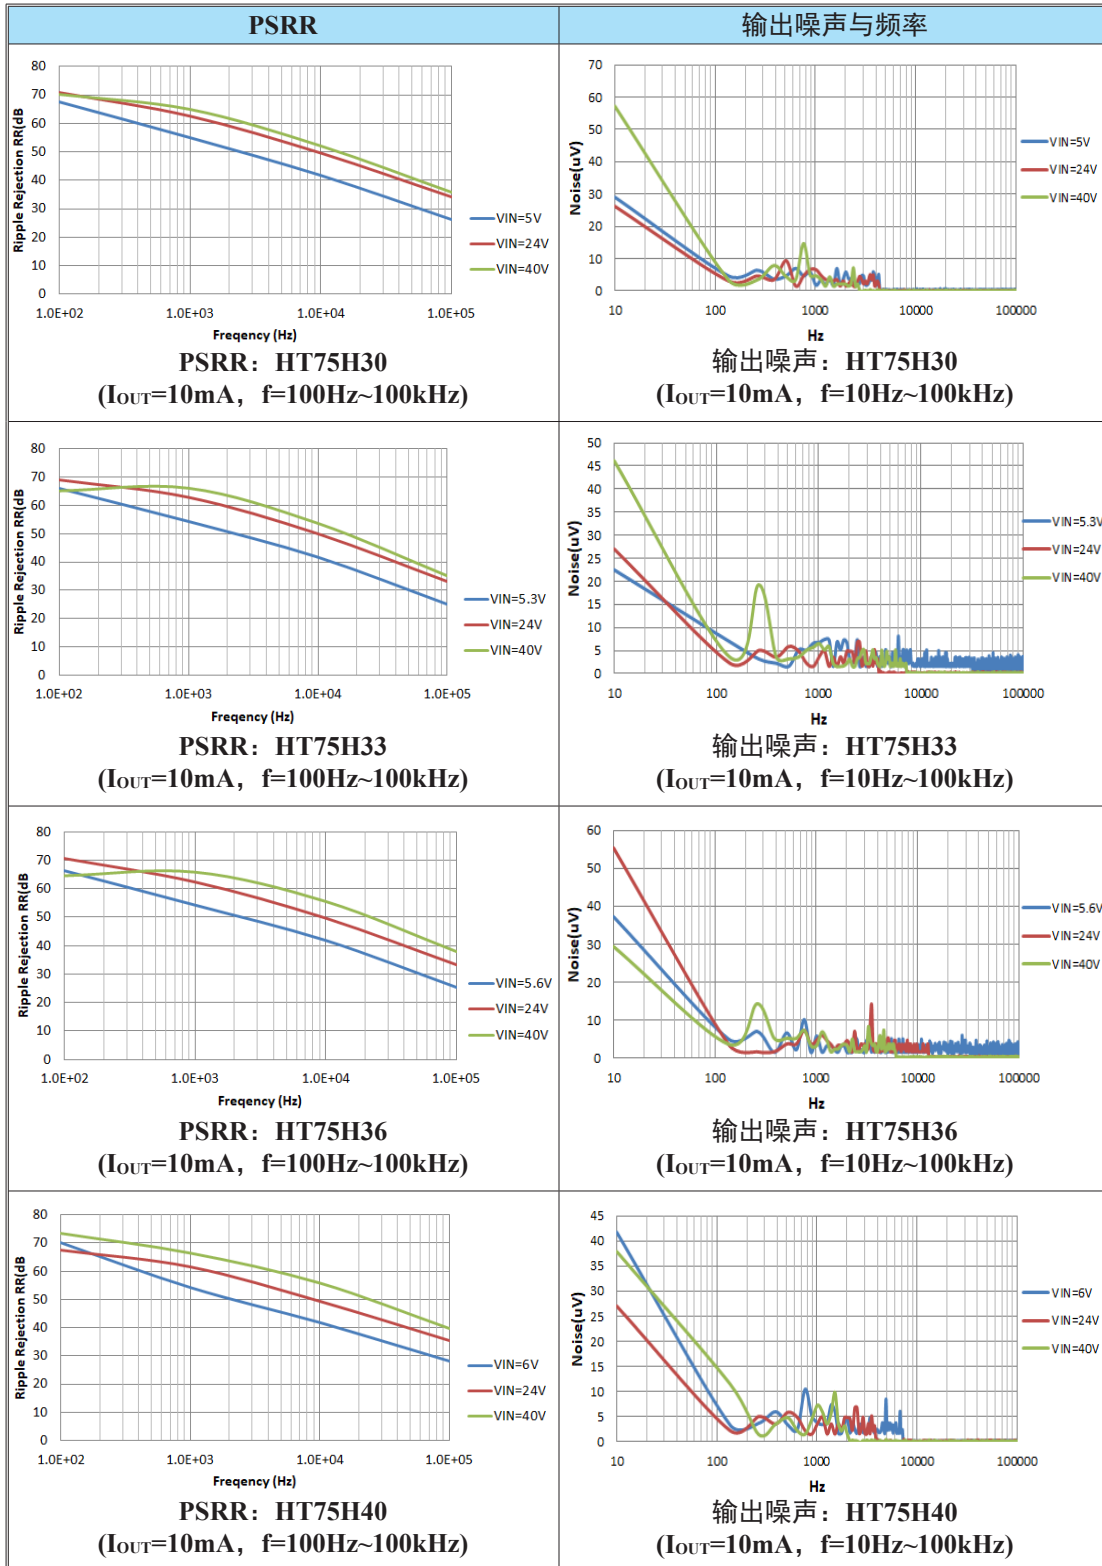 PSRR
输出噪声与频率
80
70
60
50
40
30
20
10
0
Ripple Rejection RR(dB
1.0E+02 1.0E+03 1.0E+04 1.0E+05
Freqency (Hz)
VIN=5V
VIN=24V
VIN=40V
PSRR：HT75H30
(IOUT=10mA，f=100Hz~100kHz)
70
60
50
40
30
20
10
0
Noise(uV)
10 100 1000 10000 100000
Hz
VIN=5V
VIN=24V
VIN=40V
输出噪声：HT75H30
(IOUT=10mA，f=10Hz~100kHz)
80
70
60
50
40
30
20
10
0
Ripple Rejection RR(dB
1.0E+02 1.0E+03 1.0E+04 1.0E+05
Freqency (Hz)
VIN=5.3V
VIN=24V
VIN=40V
PSRR：HT75H33
(IOUT=10mA，f=100Hz~100kHz)
50
45
40
35
30
25
20
15
10
5
0
Noise(uV)
10 100 1000 10000 100000
Hz
VIN=5.3V
VIN=24V
VIN=40V
输出噪声：HT75H33
(IOUT=10mA，f=10Hz~100kHz)
80
70
60
50
40
30
20
10
0
Ripple Rejection RR(dB
1.0E+02 1.0E+03 1.0E+04 1.0E+05
Freqency (Hz)
VIN=5.6V
VIN=24V
VIN=40V
PSRR：HT75H36
(IOUT=10mA，f=100Hz~100kHz)
60
50
40
30
20
10
0
Noise(uV)
10 100 1000 10000 100000
Hz
VIN=5.6V
VIN=24V
VIN=40V
输出噪声：HT75H36
(IOUT=10mA，f=10Hz~100kHz)
80
70
60
50
40
30
20
10
0
Ripple Rejection RR(dB
1.0E+02 1.0E+03 1.0E+04 1.0E+05
Freqency (Hz)
VIN=6V
VIN=24V
VIN=40V
PSRR：HT75H40
(IOUT=10mA，f=100Hz~100kHz)
45
40
35
30
25
20
15
10
5
0
Noise(uV)
10 100 1000 10000 100000
Hz
VIN=6V
VIN=24V
VIN=40V
输出噪声：HT75H40
(IOUT=10mA，f=10Hz~100kHz)